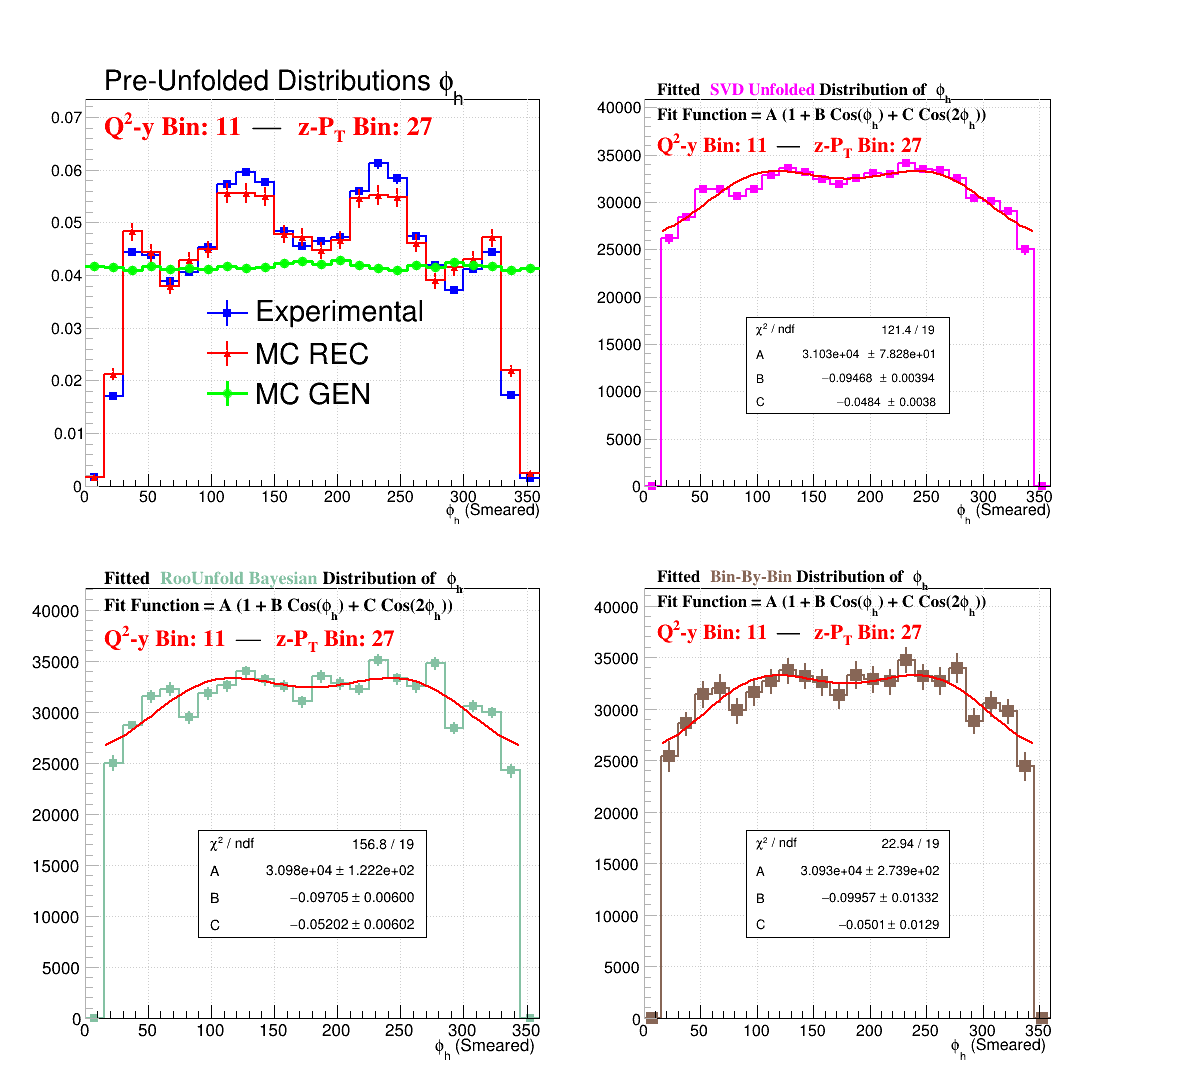 Pre-Unfolded Distributions ϕh
Q²-y Bin: 11 — z-PT Bin: 27
0.07
0.06
0.05
0.04
0.03
0.02
0.01
0
Experimental
MC REC
MC GEN
0 50 100 150 200 250 300 350
ϕh (Smeared)
Fitted SVD Unfolded Distribution of ϕh
Fit Function = A (1 + B Cos(ϕh) + C Cos(2ϕh))
Q²-y Bin: 11 — z-PT Bin: 27
40000
35000
30000
25000
20000
15000
10000
5000
0
χ² / ndf 121.4 / 19
A 3.103e+04 ± 7.828e+01
B −0.09468 ± 0.00394
C −0.0484 ± 0.0038
0 50 100 150 200 250 300 350
ϕh (Smeared)
Fitted RooUnfold Bayesian Distribution of ϕh
Fit Function = A (1 + B Cos(ϕh) + C Cos(2ϕh))
Q²-y Bin: 11 — z-PT Bin: 27
40000
35000
30000
25000
20000
15000
10000
5000
0
χ² / ndf 156.8 / 19
A 3.098e+04 ± 1.222e+02
B −0.09705 ± 0.00600
C −0.05202 ± 0.00602
0 50 100 150 200 250 300 350
ϕh (Smeared)
Fitted Bin-By-Bin Distribution of ϕh
Fit Function = A (1 + B Cos(ϕh) + C Cos(2ϕh))
Q²-y Bin: 11 — z-PT Bin: 27
40000
35000
30000
25000
20000
15000
10000
5000
0
χ² / ndf 22.94 / 19
A 3.093e+04 ± 2.739e+02
B −0.09957 ± 0.01332
C −0.0501 ± 0.0129
0 50 100 150 200 250 300 350
ϕh (Smeared)